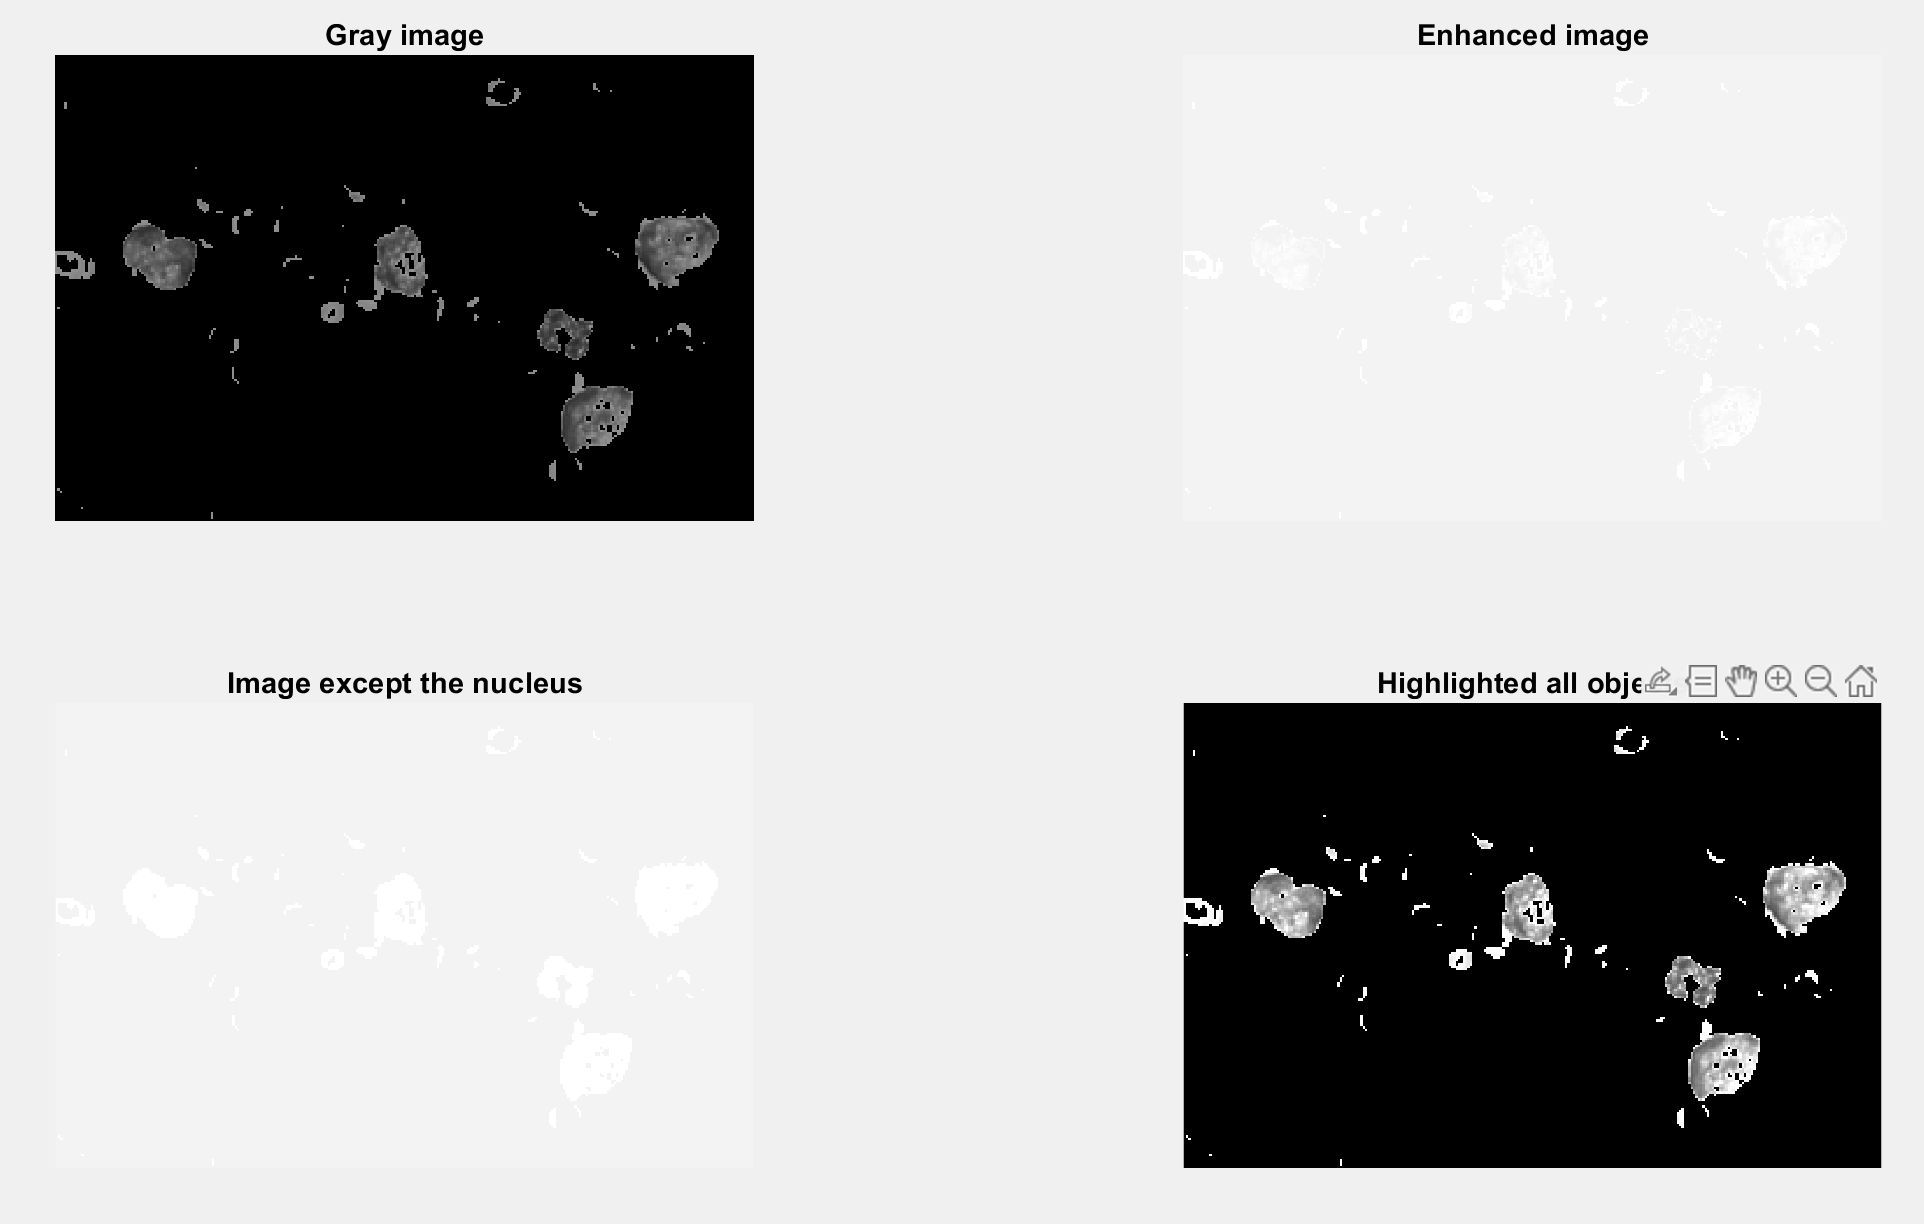 Gray image
Enhanced image
Image except the nucleus
Highlighted all obje